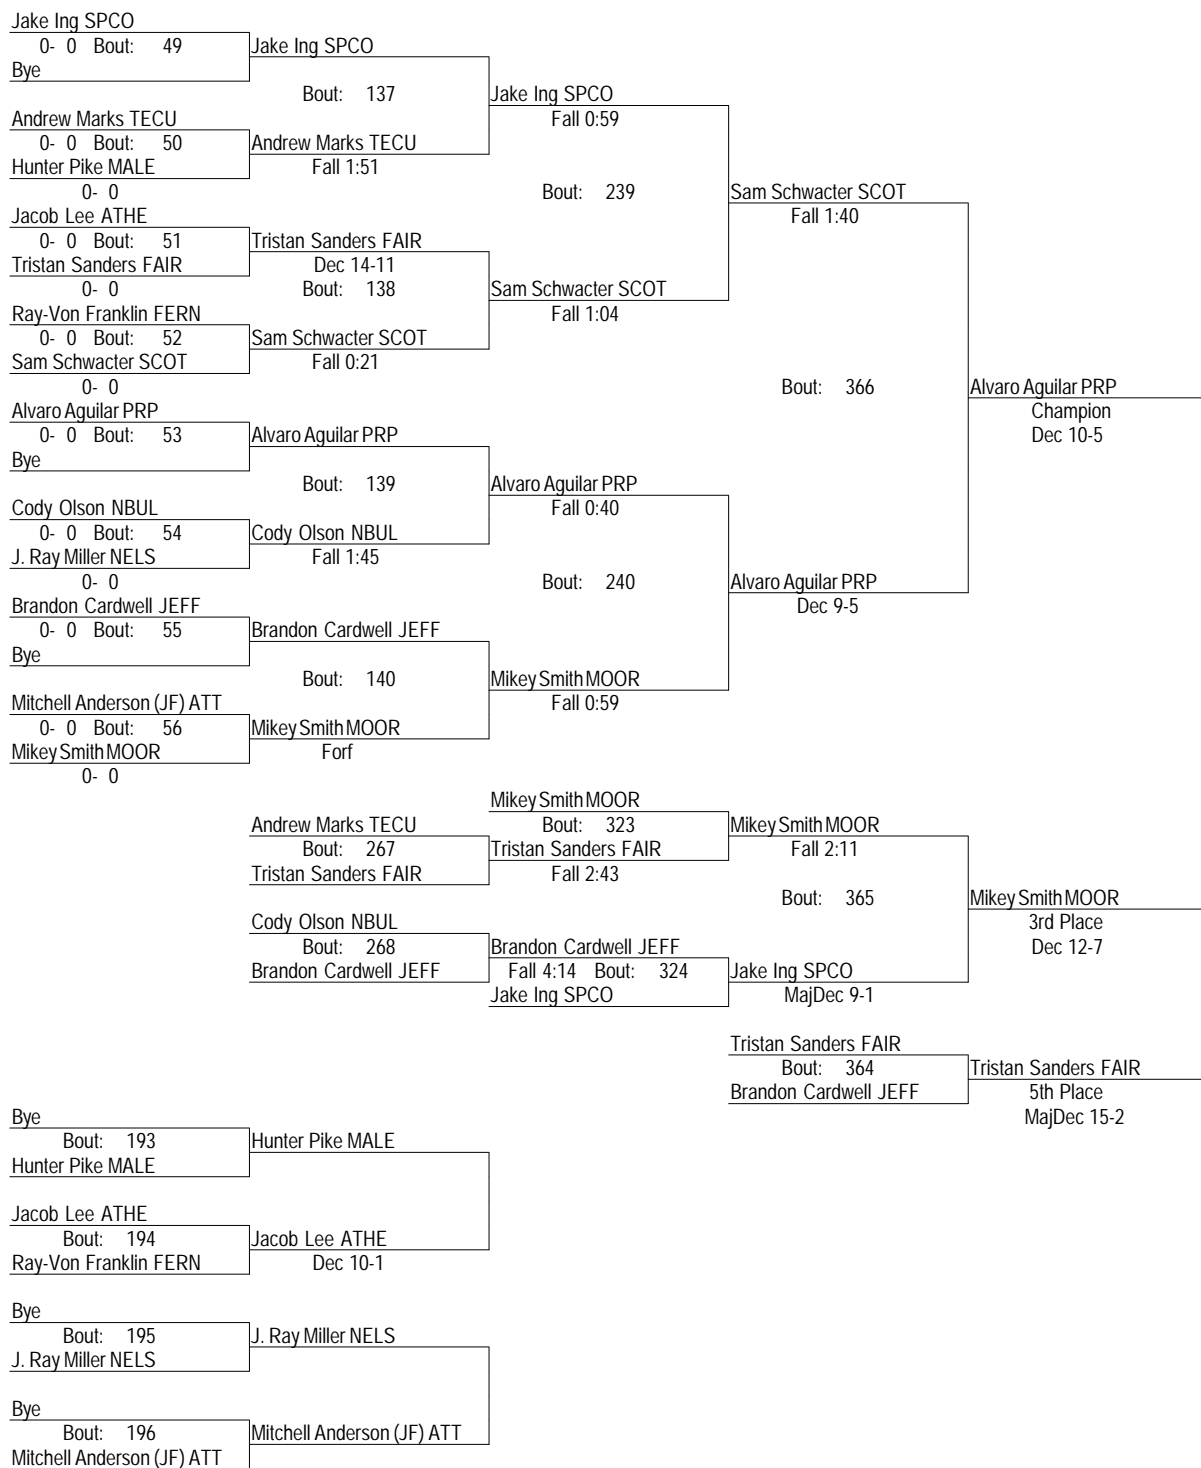 Jake Ing SPCO
0- 0 Bout: 49 Jake Ing SPCO
Bye
Bout: 137 Jake Ing SPCO
Andrew Marks TECU Fall 0:59
0- 0 Bout: 50 Andrew Marks TECU
Hunter Pike MALE Fall 1:51
0- 0 Bout: 239 Sam Schwacter SCOT
Jacob Lee ATHE Fall 1:40
0- 0 Bout: 51 Tristan Sanders FAIR
Tristan Sanders FAIR Dec 14-11
0- 0 Bout: 138 Sam Schwacter SCOT
Ray-Von Franklin FERN Fall 1:04
0- 0 Bout: 52 Sam Schwacter SCOT
Sam Schwacter SCOT Fall 0:21
0- 0 Bout: 366 Alvaro Aguilar PRP
Alvaro Aguilar PRP Champion
0- 0 Bout: 53 Alvaro Aguilar PRP Dec 10-5
Bye
Bout: 139 Alvaro Aguilar PRP
Cody Olson NBUL Fall 0:40
0- 0 Bout: 54 Cody Olson NBUL
J. Ray Miller NELS Fall 1:45
0- 0 Bout: 240 Alvaro Aguilar PRP
Brandon Cardwell JEFF Dec 9-5
0- 0 Bout: 55 Brandon Cardwell JEFF
Bye
Bout: 140 Mikey Smith MOOR
Mitchell Anderson (JF) ATT Fall 0:59
0- 0 Bout: 56 Mikey Smith MOOR
Mikey Smith MOOR Forf
0- 0
Mikey Smith MOOR
Andrew Marks TECU Bout: 323 Mikey Smith MOOR
Bout: 267 Tristan Sanders FAIR Fall 2:11
Tristan Sanders FAIR Fall 2:43
Bout: 365 Mikey Smith MOOR
Cody Olson NBUL 3rd Place
Bout: 268 Brandon Cardwell JEFF Dec 12-7
Brandon Cardwell JEFF Fall 4:14 Bout: 324 Jake Ing SPCO
Jake Ing SPCO MajDec 9-1
Tristan Sanders FAIR
Bout: 364 Tristan Sanders FAIR
Brandon Cardwell JEFF 5th Place
Bye MajDec 15-2
Bout: 193 Hunter Pike MALE
Hunter Pike MALE
Jacob Lee ATHE
Bout: 194 Jacob Lee ATHE
Ray-Von Franklin FERN Dec 10-1
Bye
Bout: 195 J. Ray Miller NELS
J. Ray Miller NELS
Bye
Bout: 196 Mitchell Anderson (JF) ATT
Mitchell Anderson (JF) ATT